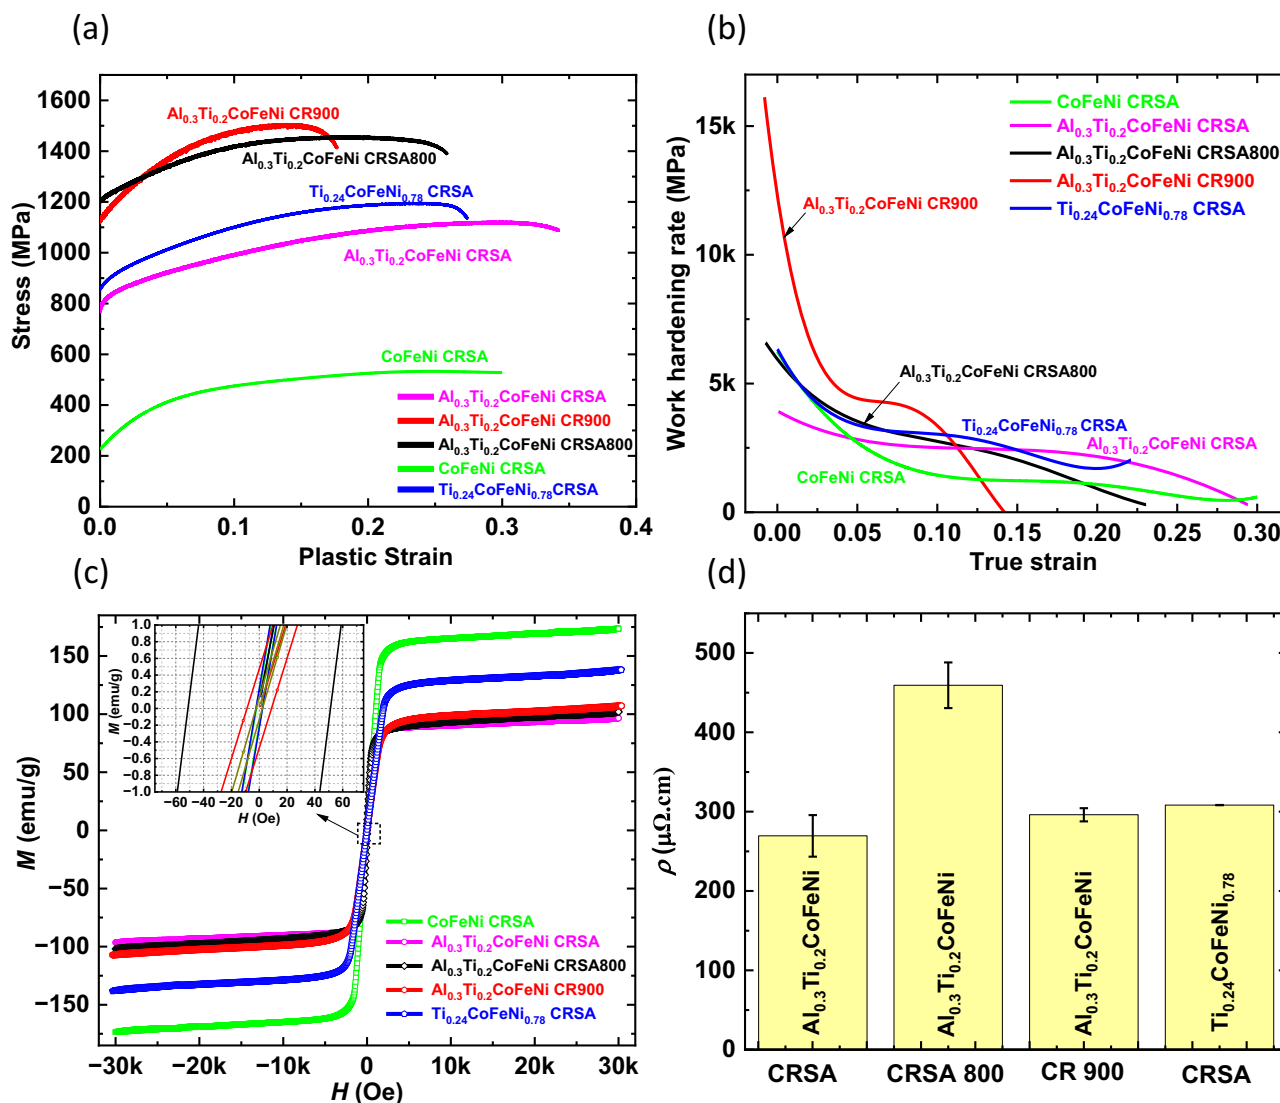 (a)
1600
1400
1200
1000
800
600
400
200
0
Stress (MPa)
Al0.3Ti0.2CoFeNi CR900
Al0.3Ti0.2CoFeNi CRSA800
Ti0.24CoFeNi0.78 CRSA
Al0.3Ti0.2CoFeNi CRSA
CoFeNi CRSA
Al0.3Ti0.2CoFeNi CRSA
Al0.3Ti0.2CoFeNi CR900
Al0.3Ti0.2CoFeNi CRSA800
CoFeNi CRSA
Ti0.24CoFeNi0.78CRSA
0.0 0.1 0.2 0.3 0.4
Plastic Strain
(b)
15k
10k
5k
0
Work hardening rate (MPa)
CoFeNi CRSA
Al0.3Ti0.2CoFeNi CRSA
Al0.3Ti0.2CoFeNi CRSA800
Al0.3Ti0.2CoFeNi CR900
Ti0.24CoFeNi0.78 CRSA
Al0.3Ti0.2CoFeNi CR900
Al0.3Ti0.2CoFeNi CRSA800
Ti0.24CoFeNi0.78 CRSA
Al0.3Ti0.2CoFeNi CRSA
CoFeNi CRSA
0.00 0.05 0.10 0.15 0.20 0.25 0.30
True strain
(c)
150
100
50
0
−50
−100
−150
M (emu/g)
1.0
0.8
0.6
0.4
0.2
0.0
−0.2
−0.4
−0.6
−0.8
−1.0
M (emu/g)
−60 −40 −20 0 20 40 60
H (Oe)
CoFeNi CRSA
Al0.3Ti0.2CoFeNi CRSA
Al0.3Ti0.2CoFeNi CRSA800
Al0.3Ti0.2CoFeNi CR900
Ti0.24CoFeNi0.78 CRSA
−30k −20k −10k 0 10k 20k 30k
H (Oe)
(d)
500
400
300
200
100
0
ρ (μΩ.cm)
Al0.3Ti0.2CoFeNi
Al0.3Ti0.2CoFeNi
Al0.3Ti0.2CoFeNi
Ti0.24CoFeNi0.78
CRSA CRSA 800 CR 900 CRSA